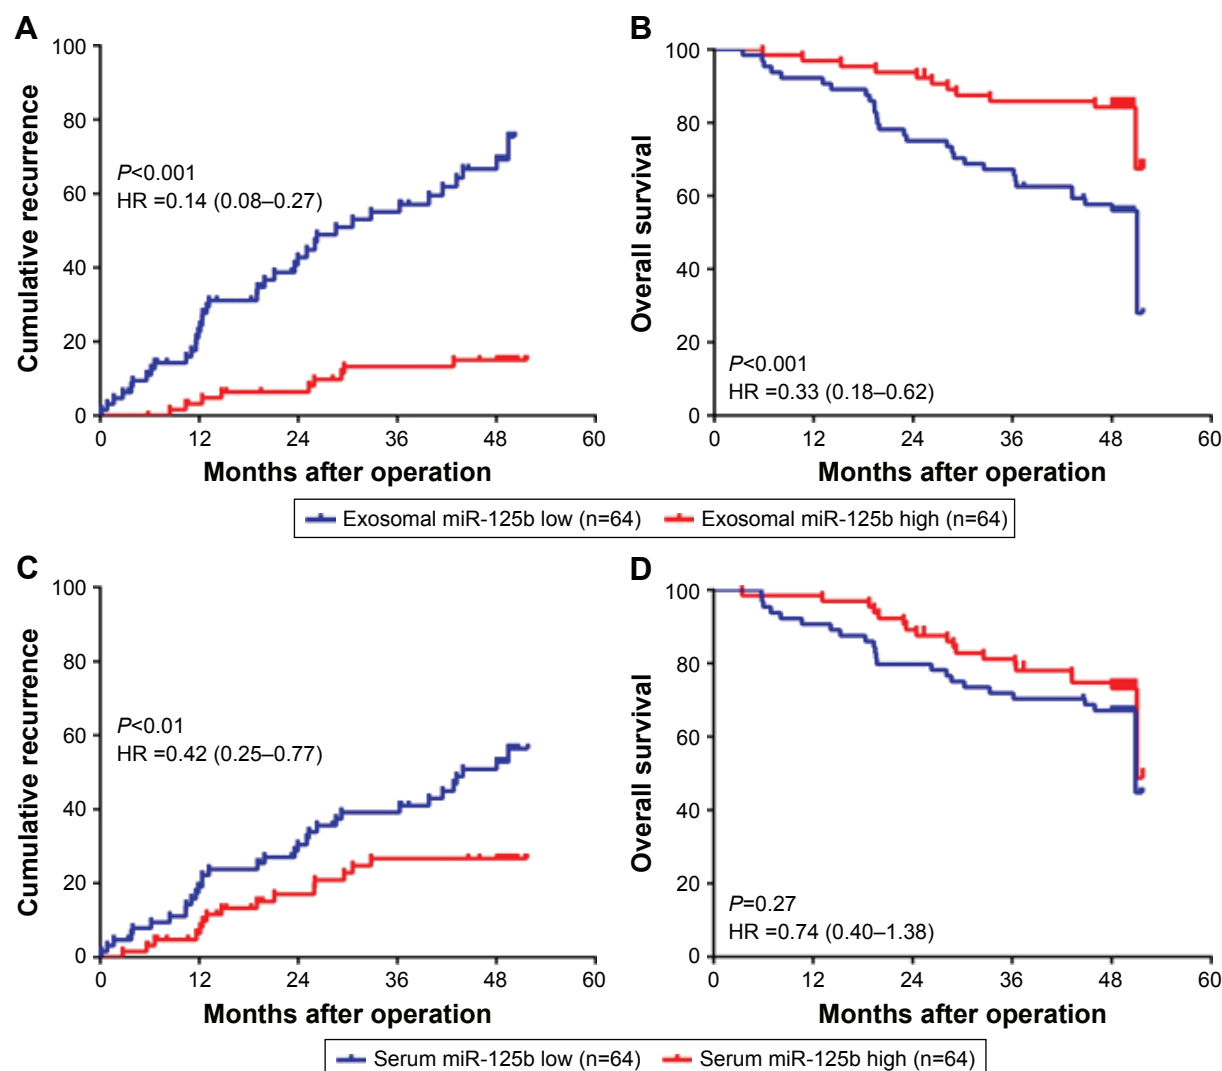 A
Cumulative recurrence
100
80
60
40
20
0
P<0.001
HR =0.14 (0.08–0.27)
0 12 24 36 48 60
Months after operation
B
Overall survival
100
80
60
40
20
0
P<0.001
HR =0.33 (0.18–0.62)
0 12 24 36 48 60
Months after operation
Exosomal miR-125b low (n=64) Exosomal miR-125b high (n=64)
C
Cumulative recurrence
100
80
60
40
20
0
P<0.01
HR =0.42 (0.25–0.77)
0 12 24 36 48 60
Months after operation
D
Overall survival
100
80
60
40
20
0
P=0.27
HR =0.74 (0.40–1.38)
0 12 24 36 48 60
Months after operation
Serum miR-125b low (n=64) Serum miR-125b high (n=64)